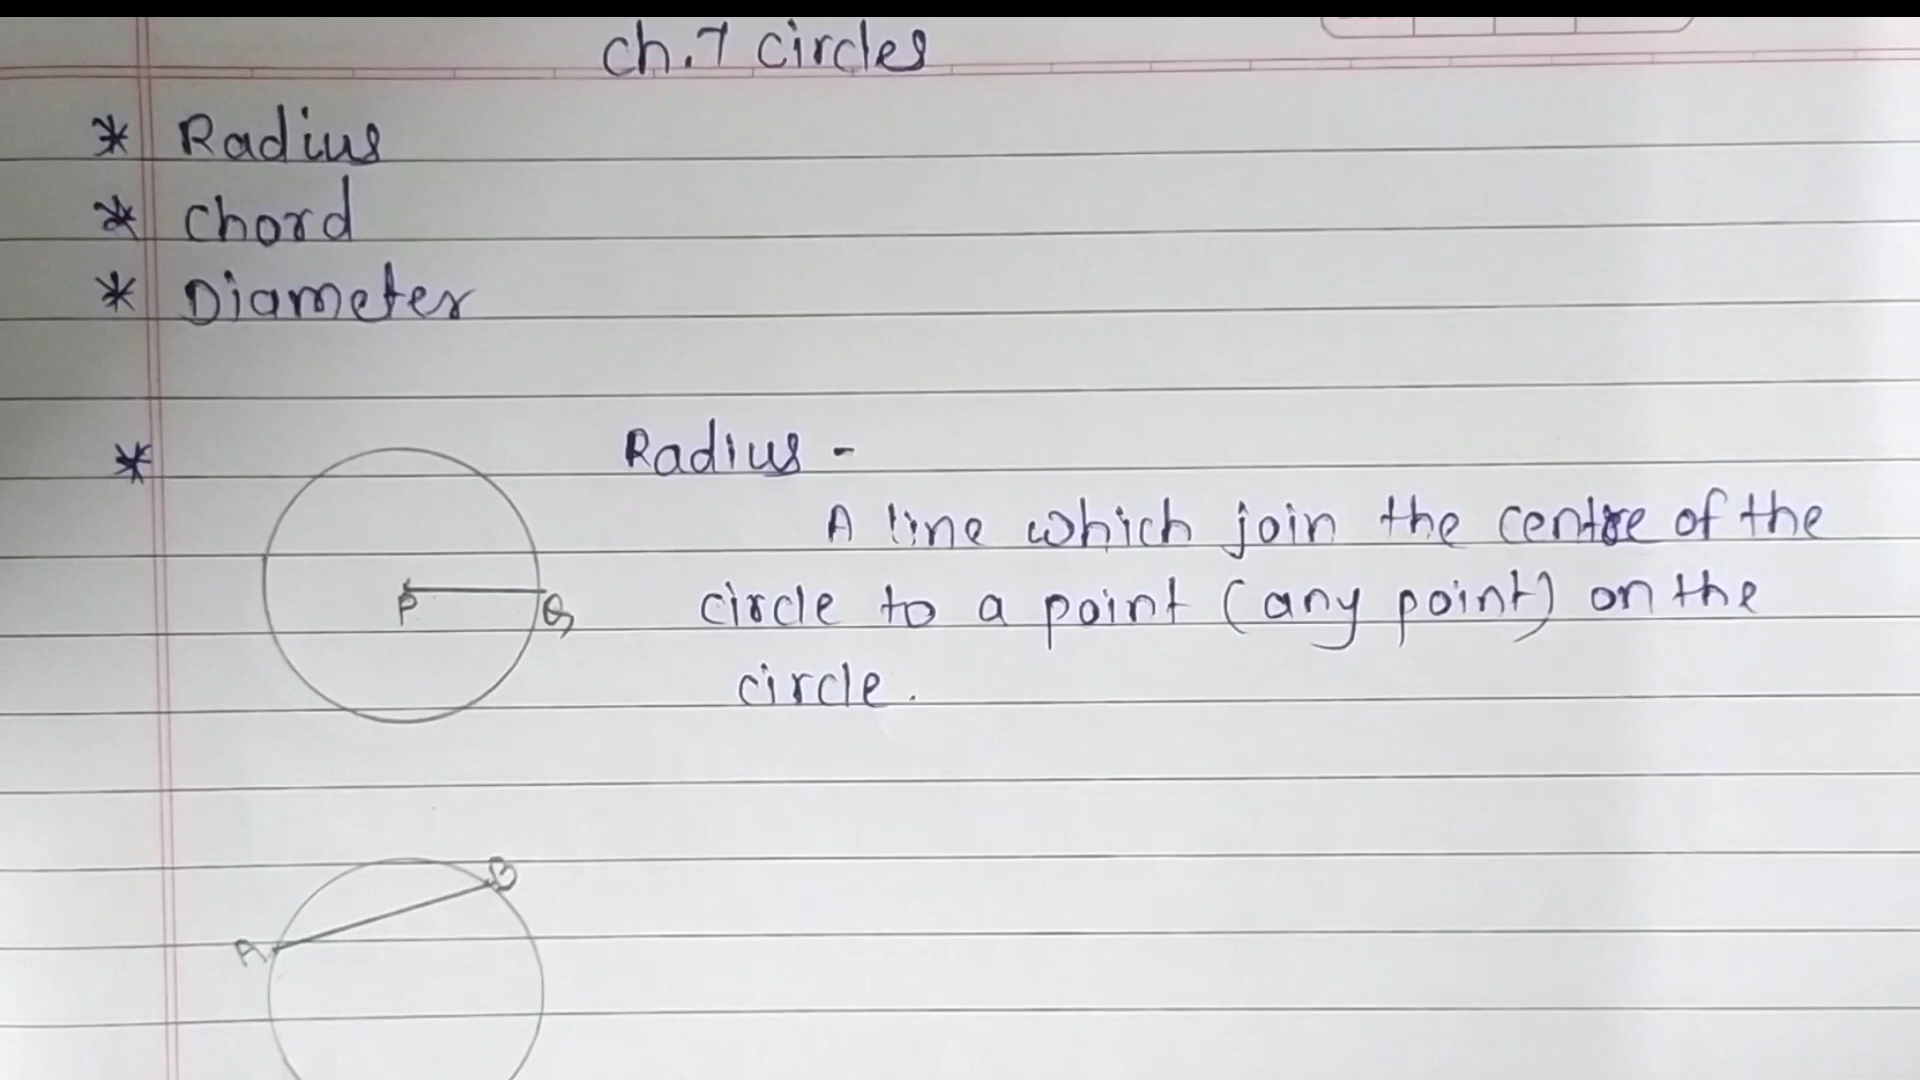 Ch.7 circles
* Radius
* Chord
* Diameter
* Radius -
A line which join the centre of the
circle to a point (any point) on the
circle.
P Q
B
A